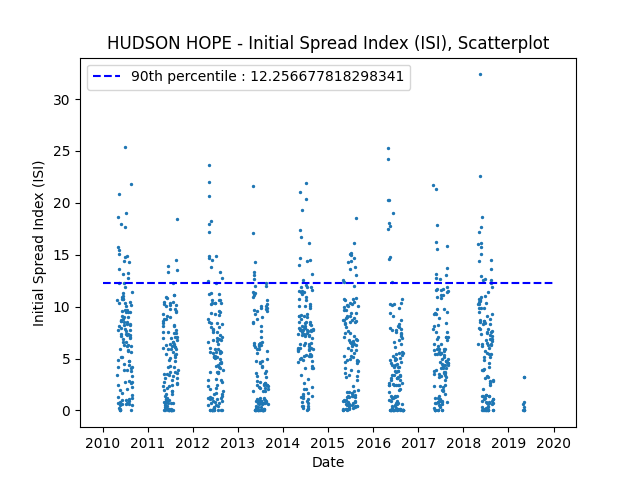 HUDSON HOPE - Initial Spread Index (ISI), Scatterplot
90th percentile : 12.256677818298341
30
25
20
15
10
5
0
Initial Spread Index (ISI)
2010 2011 2012 2013 2014 2015 2016 2017 2018 2019 2020
Date